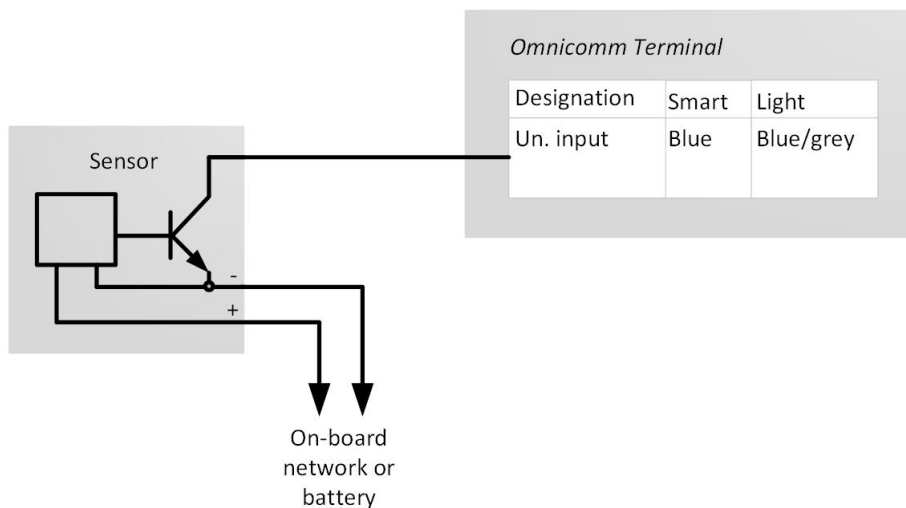 Omnicomm Terminal
Designation Smart Light
Un. input Blue Blue/grey
Sensor
-
+
On-board
network or
battery